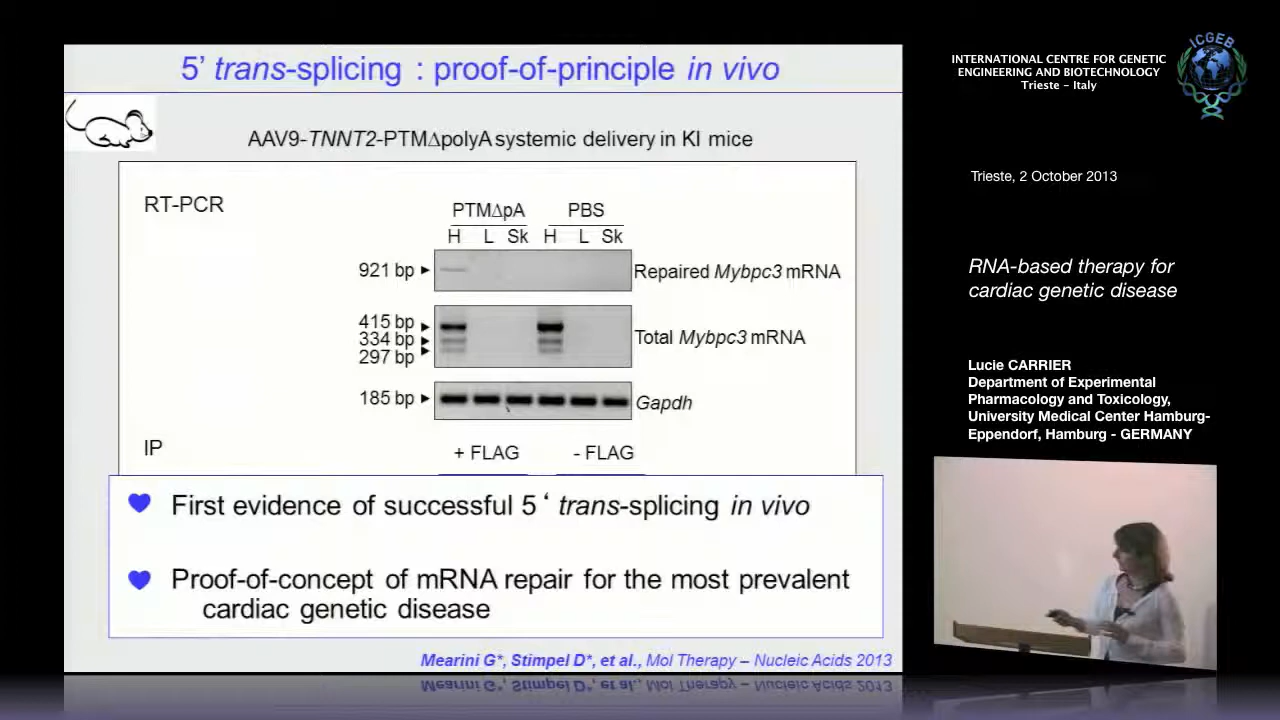 5’ trans-splicing : proof-of-principle in vivo
AAV9-TNNT2-PTMΔpolyA systemic delivery in KI mice
RT-PCR
PTMΔpA PBS
H L Sk H L Sk
921 bp
Repaired Mybpc3 mRNA
415 bp
334 bp
297 bp
Total Mybpc3 mRNA
185 bp
Gapdh
IP
+ FLAG - FLAG
First evidence of successful 5‘ trans-splicing in vivo
Proof-of-concept of mRNA repair for the most prevalent
cardiac genetic disease
Mearini G*, Stimpel D*, et al., Mol Therapy – Nucleic Acids 2013
INTERNATIONAL CENTRE FOR GENETIC
ENGINEERING AND BIOTECHNOLOGY
Trieste – Italy
ICGEB
Trieste, 2 October 2013
RNA-based therapy for
cardiac genetic disease
Lucie CARRIER
Department of Experimental
Pharmacology and Toxicology,
University Medical Center Hamburg-
Eppendorf, Hamburg - GERMANY